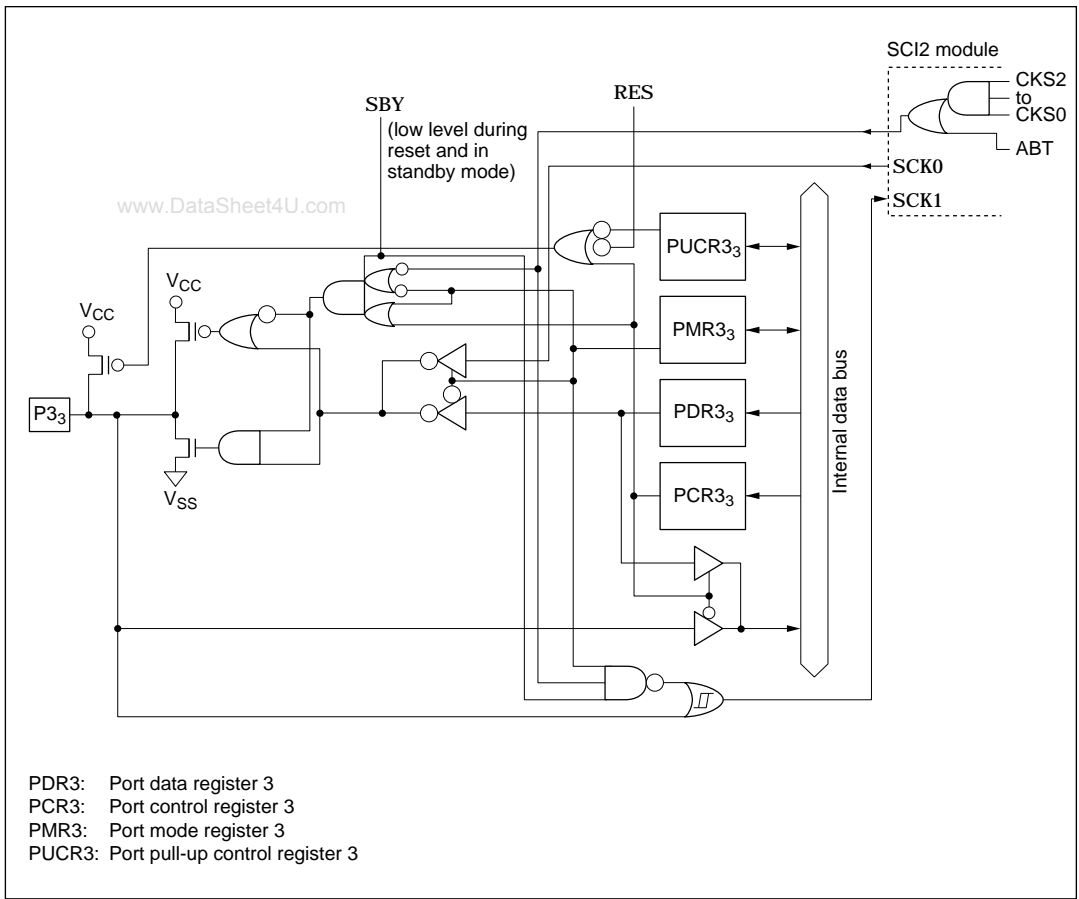 SCI2 module
CKS2
to
CKS0
ABT
SCK0
SCK1
RES
SBY
(low level during
reset and in
standby mode)
www.DataSheet4U.com
VCC
VCC
P33
VSS
PUCR33
PMR33
PDR33
PCR33
Internal data bus
PDR3: Port data register 3
PCR3: Port control register 3
PMR3: Port mode register 3
PUCR3: Port pull-up control register 3